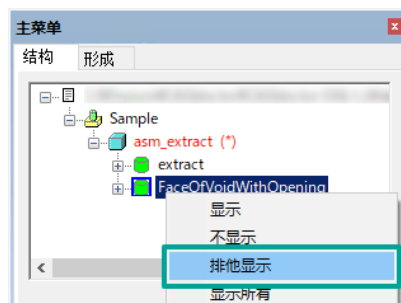 主菜单
结构 形成
Sample
asm_extract (*)
extract
FaceOfVoidWithOpening
显示
不显示
排他显示
显示所有